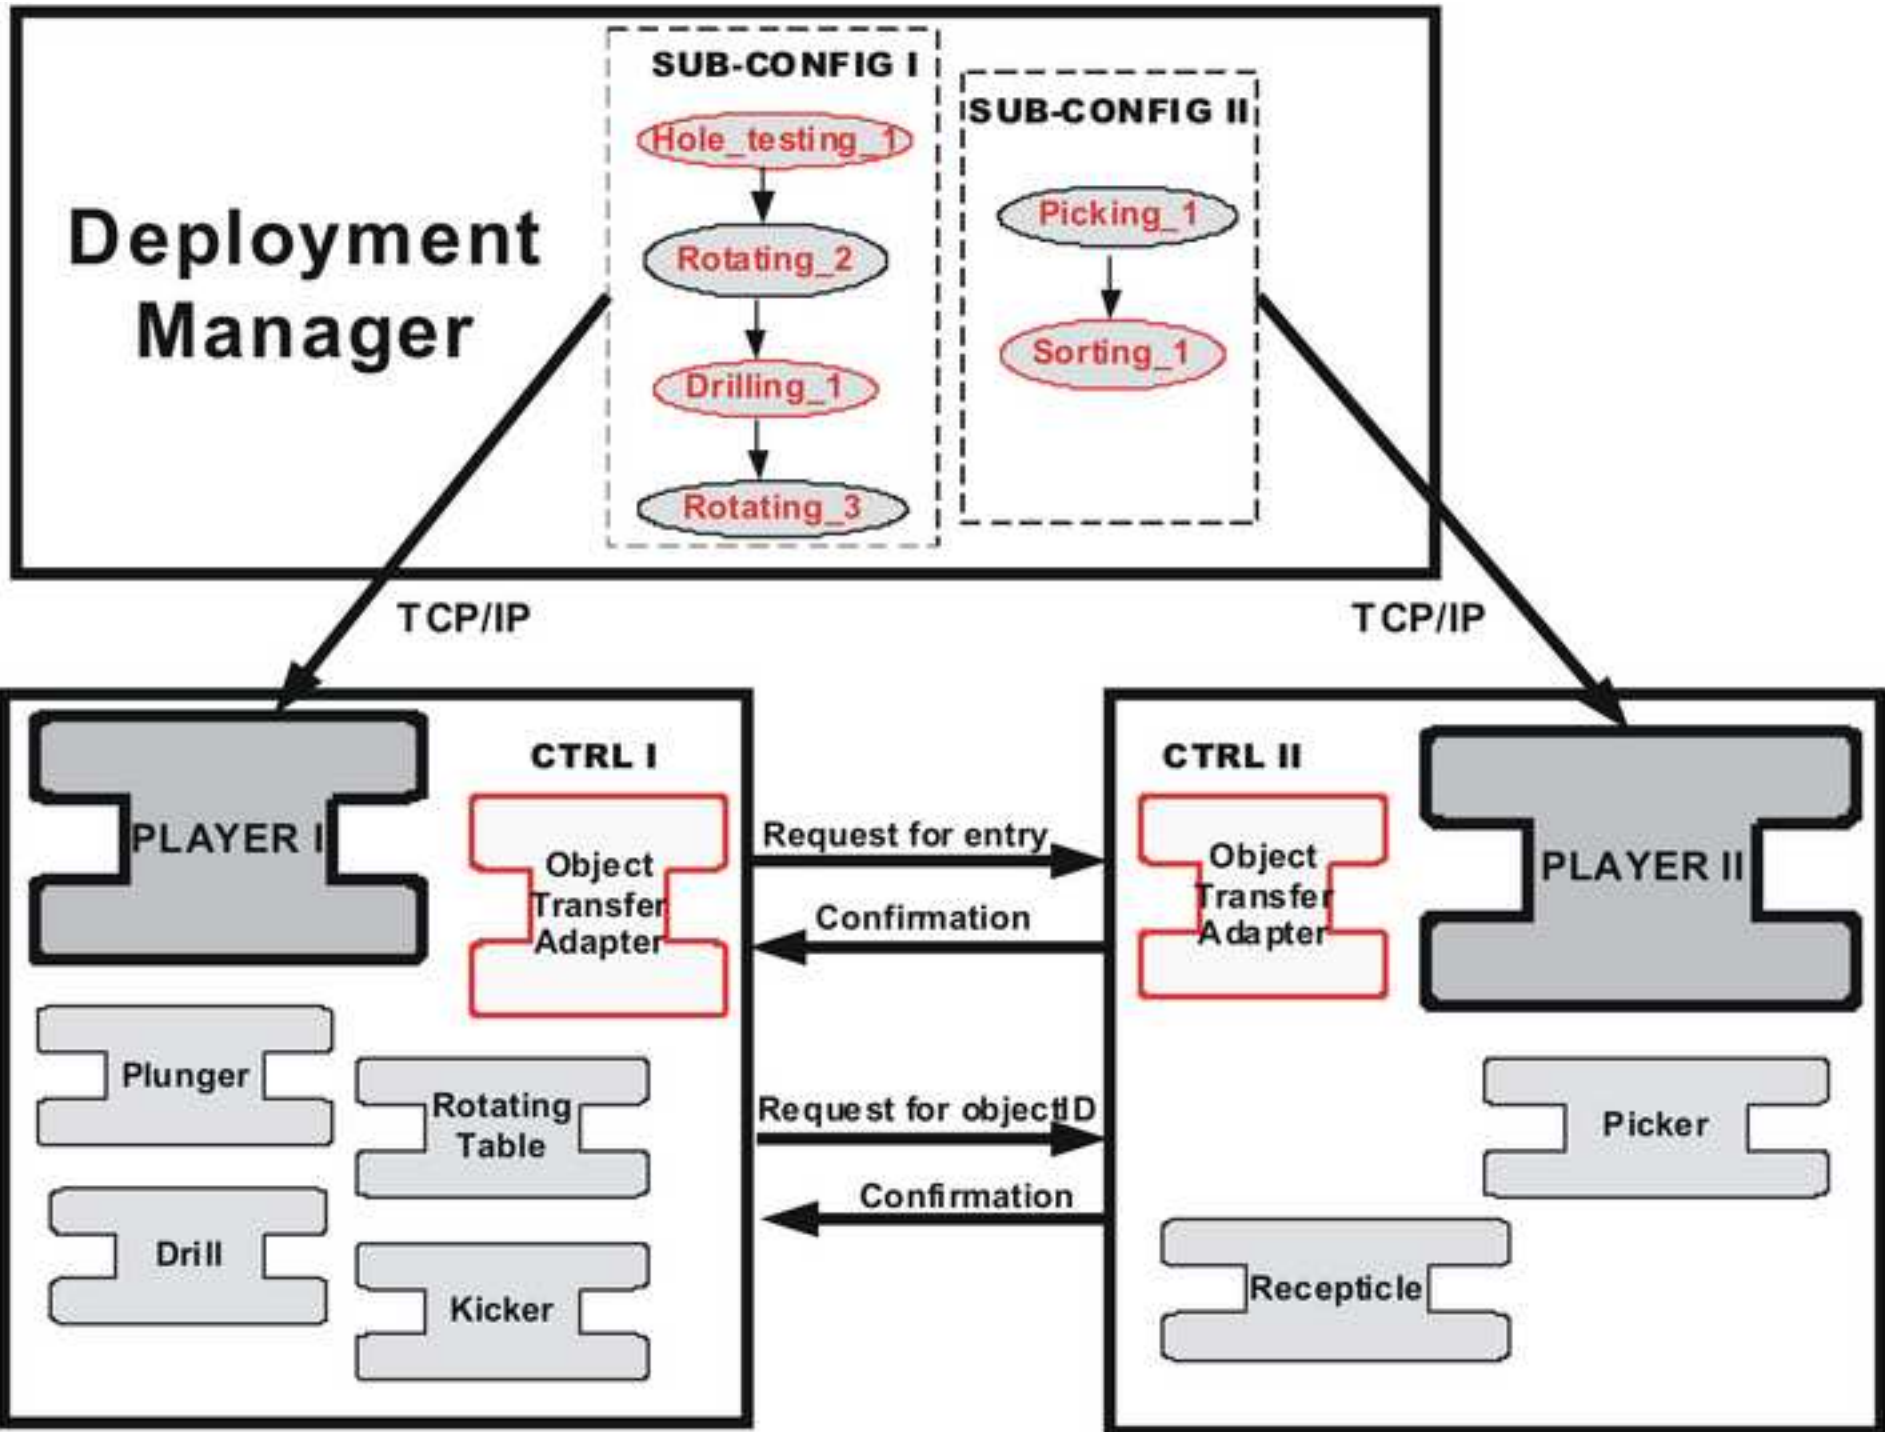 SUB-CONFIG I
Hole_testing_1
Rotating_2
Drilling_1
Rotating_3
SUB-CONFIG II
Picking_1
Sorting_1
Deployment
Manager
TCP/IP
TCP/IP
PLAYER I
CTRL I
Object
Transfer
Adapter
Plunger
Rotating
Table
Drill
Kicker
Request for entry
Confirmation
Request for objectID
Confirmation
CTRL II
Object
Transfer
Adapter
PLAYER II
Picker
Recepticle